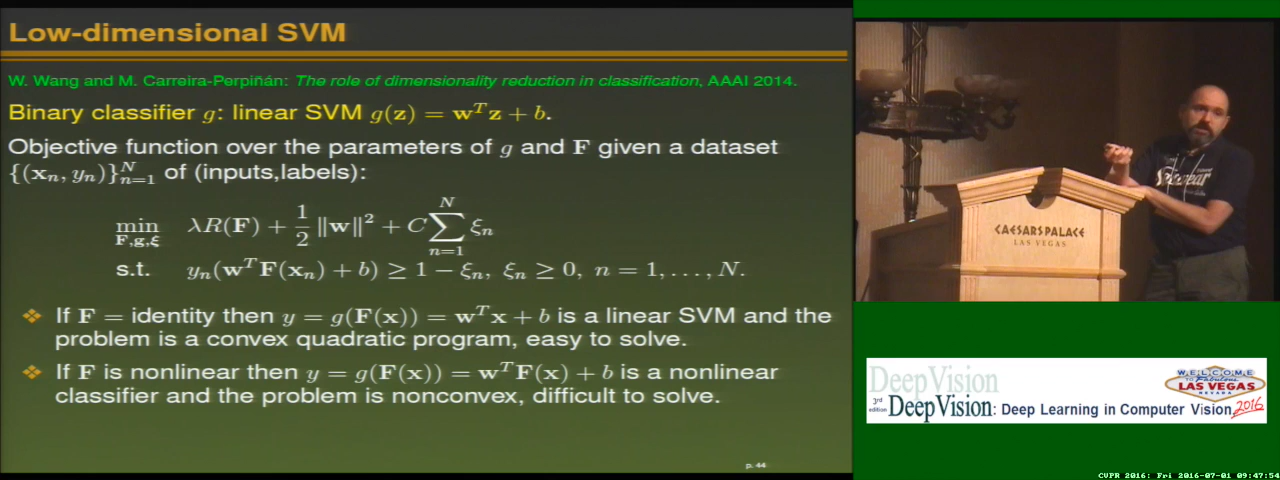 Low-dimensional SVM
W. Wang and M. Carreira-Perpiñán: The role of dimensionality reduction in classification, AAAI 2014.
Binary classifier g: linear SVM g(z) = w^T z + b.
Objective function over the parameters of g and F given a dataset
{(x_n, y_n)}_{n=1}^N of (inputs,labels):
min_{F,g,ξ} λR(F) + 1/2 ‖w‖² + C ∑_{n=1}^N ξ_n
s.t. y_n(w^T F(x_n) + b) ≥ 1 − ξ_n, ξ_n ≥ 0, n = 1, . . . , N.
❖ If F = identity then y = g(F(x)) = w^T x + b is a linear SVM and the
problem is a convex quadratic program, easy to solve.
❖ If F is nonlinear then y = g(F(x)) = w^T F(x) + b is a nonlinear
classifier and the problem is nonconvex, difficult to solve.
p. 44
CAESARS PALACE
LAS VEGAS
DeepVision
3rd edition
DeepVision: Deep Learning in Computer Vision 2016
WELCOME
TO Fabulous
LAS VEGAS
NEVADA
CVPR 2016: Fri 2016-07-01 09:47:54